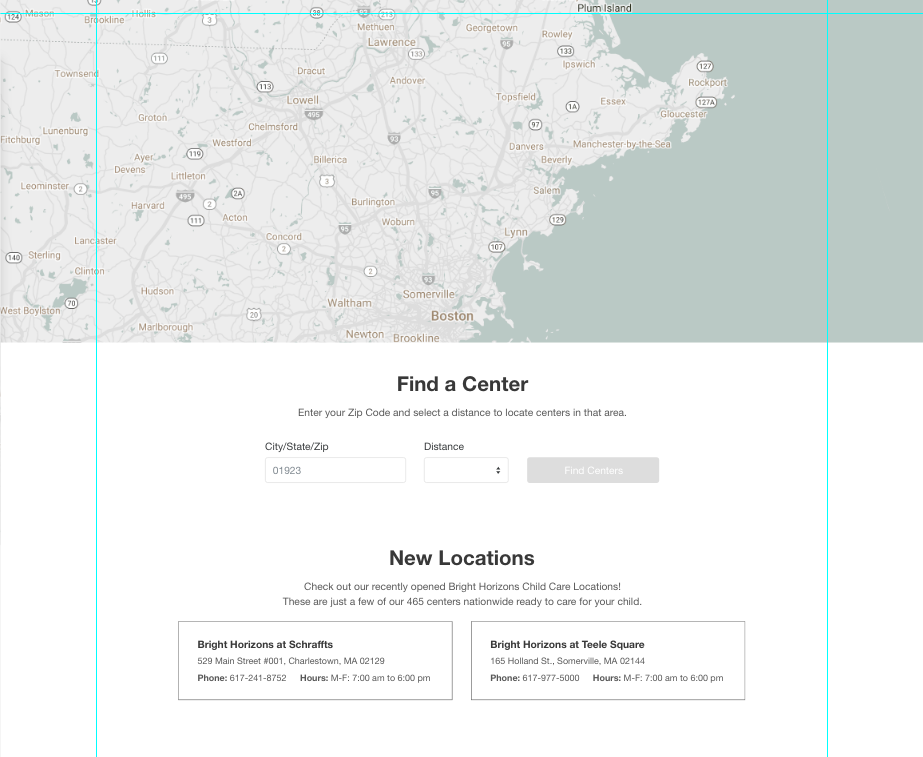 Plum Island
Mason
Brookline
Hollis
124
13
3
38
93
213
Methuen
Georgetown
Rowley
Lawrence
133
95
133
Ipswich
111
Townsend
Dracut
Andover
113
127
Rockport
Lowell
495
Topsfield
1A
Essex
127A
Gloucester
Groton
Chelmsford
97
Lunenburg
Fitchburg
Westford
93
Danvers
Manchester-by-the-Sea
Ayer
119
Billerica
Beverly
Devens
Littleton
3
Leominster
2
495
2A
2
95
Salem
Harvard
Burlington
111
Acton
Woburn
129
95
Lynn
Lancaster
Concord
107
2
140
Sterling
Clinton
2
93
Hudson
Somerville
70
West Boylston
Waltham
20
Boston
Marlborough
Newton
Brookline
Find a Center
Enter your Zip Code and select a distance to locate centers in that area.
City/State/Zip
Distance
01923
Find Centers
New Locations
Check out our recently opened Bright Horizons Child Care Locations!
These are just a few of our 465 centers nationwide ready to care for your child.
Bright Horizons at Schraffts
529 Main Street #001, Charlestown, MA 02129
Phone: 617-241-8752 Hours: M-F: 7:00 am to 6:00 pm
Bright Horizons at Teele Square
165 Holland St., Somerville, MA 02144
Phone: 617-977-5000 Hours: M-F: 7:00 am to 6:00 pm